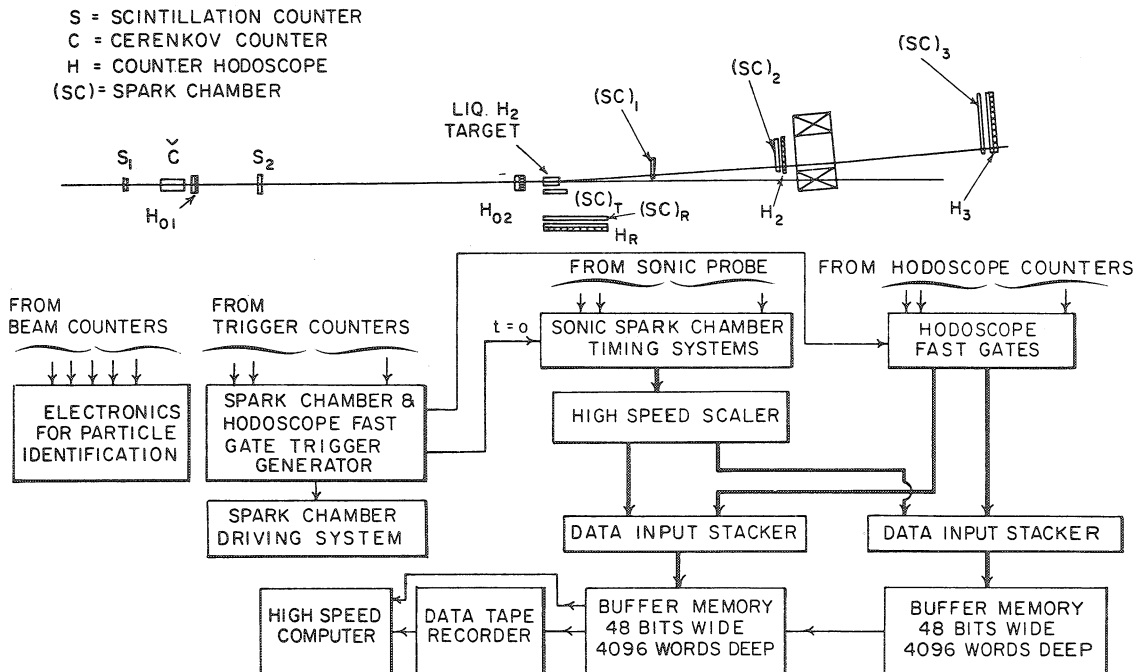 S = SCINTILLATION COUNTER
C = CERENKOV COUNTER
H = COUNTER HODOSCOPE
(SC) = SPARK CHAMBER
LIQ. H2
TARGET
(SC)1
(SC)2
(SC)3
S1
Č
S2
H01
H02
(SC)T
(SC)R
HR
H2
H3
FROM
BEAM COUNTERS
FROM
TRIGGER COUNTERS
FROM SONIC PROBE
FROM HODOSCOPE COUNTERS
t = 0
ELECTRONICS
FOR PARTICLE
IDENTIFICATION
SPARK CHAMBER &
HODOSCOPE FAST
GATE TRIGGER
GENERATOR
SPARK CHAMBER
DRIVING SYSTEM
SONIC SPARK CHAMBER
TIMING SYSTEMS
HODOSCOPE
FAST GATES
HIGH SPEED SCALER
DATA INPUT STACKER
DATA INPUT STACKER
HIGH SPEED
COMPUTER
DATA TAPE
RECORDER
BUFFER MEMORY
48 BITS WIDE
4096 WORDS DEEP
BUFFER MEMORY
48 BITS WIDE
4096 WORDS DEEP